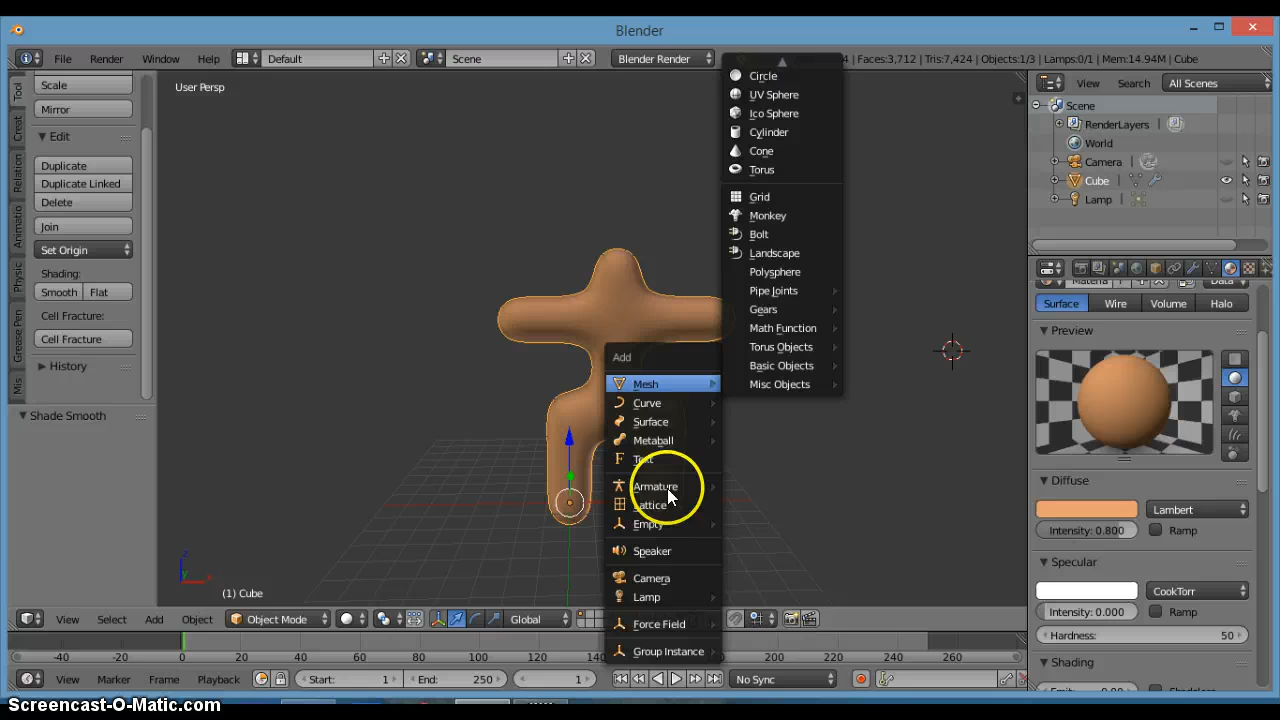 Blender
File Render Window Help Default Scene Blender Render 4 | Faces:3,712 | Tris:7,424 | Objects:1/3 | Lamps:0/1 | Mem:14.94M | Cube
View Search All Scenes
Tool
Creat
Relation
Animatio
Physic
Grease Pen
Mis
Scale
Mirror
Edit
Duplicate
Duplicate Linked
Delete
Join
Set Origin
Shading:
Smooth Flat
Cell Fracture:
Cell Fracture
History
Shade Smooth
User Persp
(1) Cube
Add
Mesh
Curve
Surface
Metaball
Armature
Lattice
Empty
Speaker
Camera
Lamp
Force Field
Group Instance
Circle
UV Sphere
Ico Sphere
Cylinder
Cone
Torus
Grid
Monkey
Bolt
Landscape
Polysphere
Pipe Joints
Gears
Math Function
Torus Objects
Basic Objects
Misc Objects
Scene
RenderLayers
World
Camera
Cube
Lamp
Data
Surface Wire Volume Halo
Preview
Diffuse
Lambert
Intensity: 0.800 Ramp
Specular
CookTorr
Intensity: 0.000 Ramp
Hardness: 50
Shading
View Select Add Object Object Mode Global
-40 -20 0 20 40 60 80 100 120 200 220 240 260
View Marker Frame Playback Start: 1 End: 250 1 No Sync
Screencast-O-Matic.com